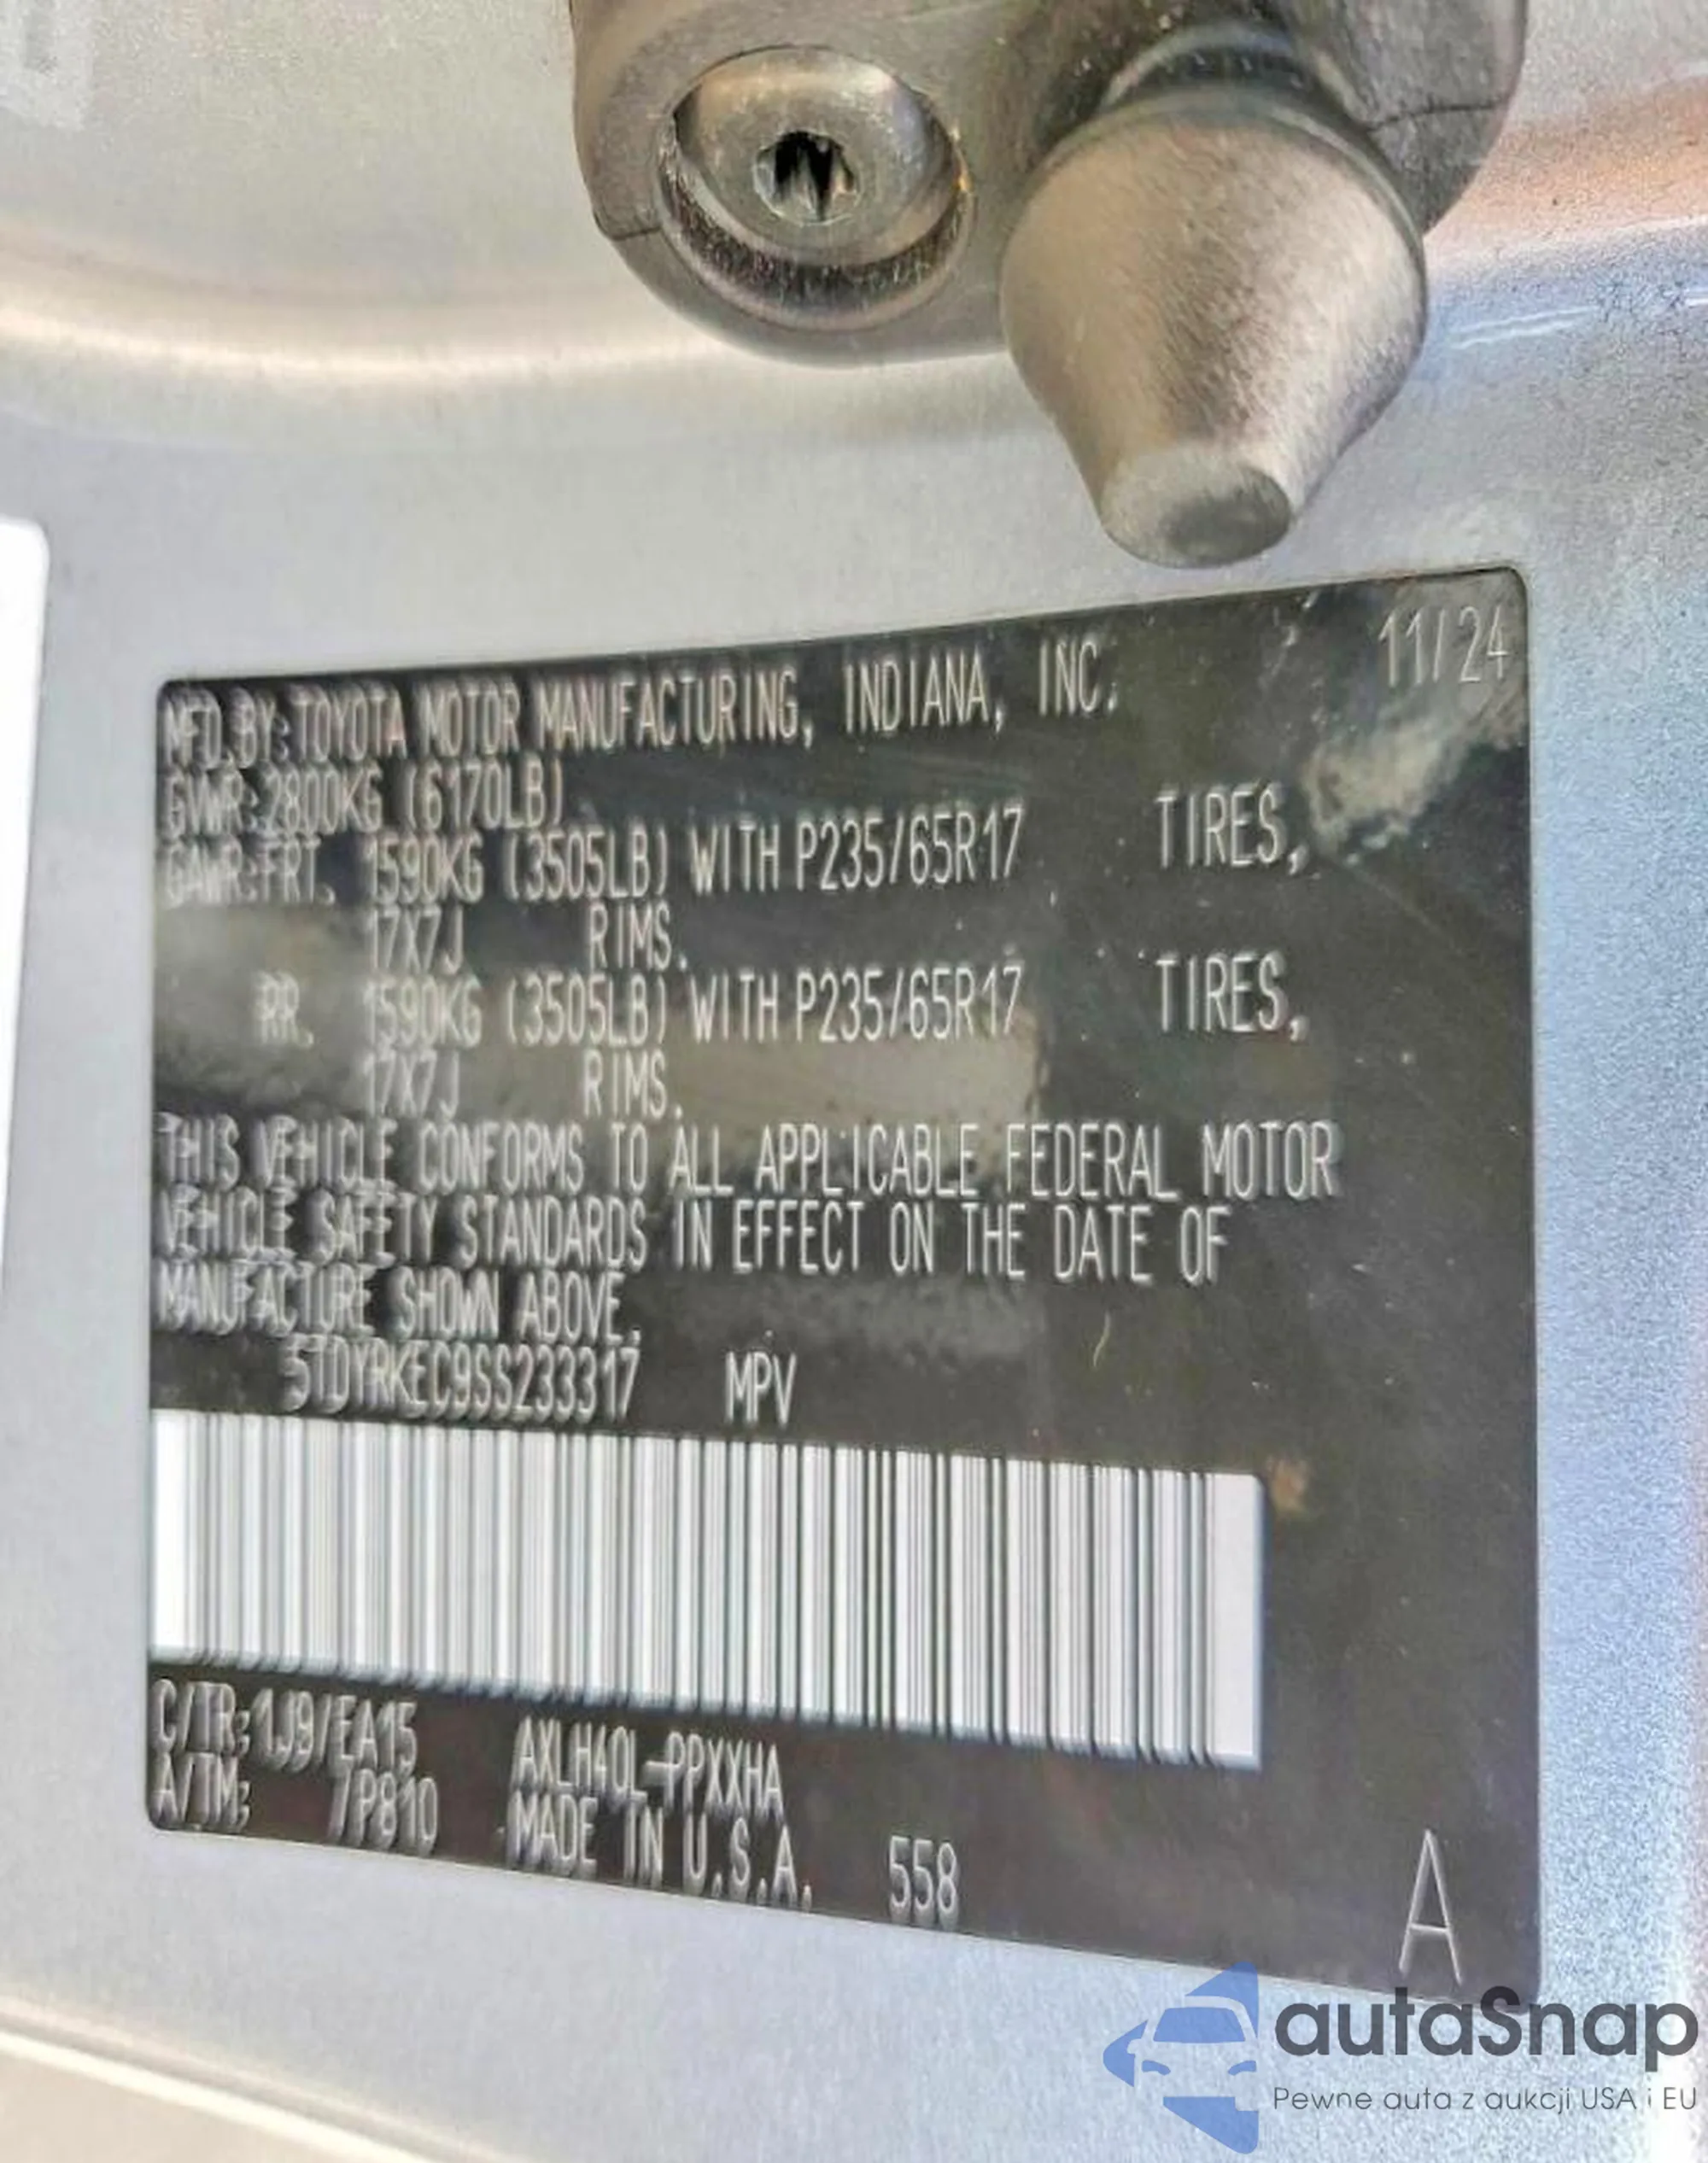 11/24
MFD.BY:TOYOTA MOTOR MANUFACTURING, INDIANA, INC.
GVWR:2800KG (6170LB)
GAWR:FRT. 1590KG (3505LB) WITH P235/65R17 TIRES,
17X7J RIMS.
RR. 1590KG (3505LB) WITH P235/65R17 TIRES,
17X7J RIMS.
THIS VEHICLE CONFORMS TO ALL APPLICABLE FEDERAL MOTOR
VEHICLE SAFETY STANDARDS IN EFFECT ON THE DATE OF
MANUFACTURE SHOWN ABOVE.
5TDYRKEC9SS233317 MPV
C/TR:1J9/EA15 AXLH40L-PPXXHA
A/TM: /P810 MADE IN U.S.A. 558
A
autaSnap
Pewne auta z aukcji USA i EU